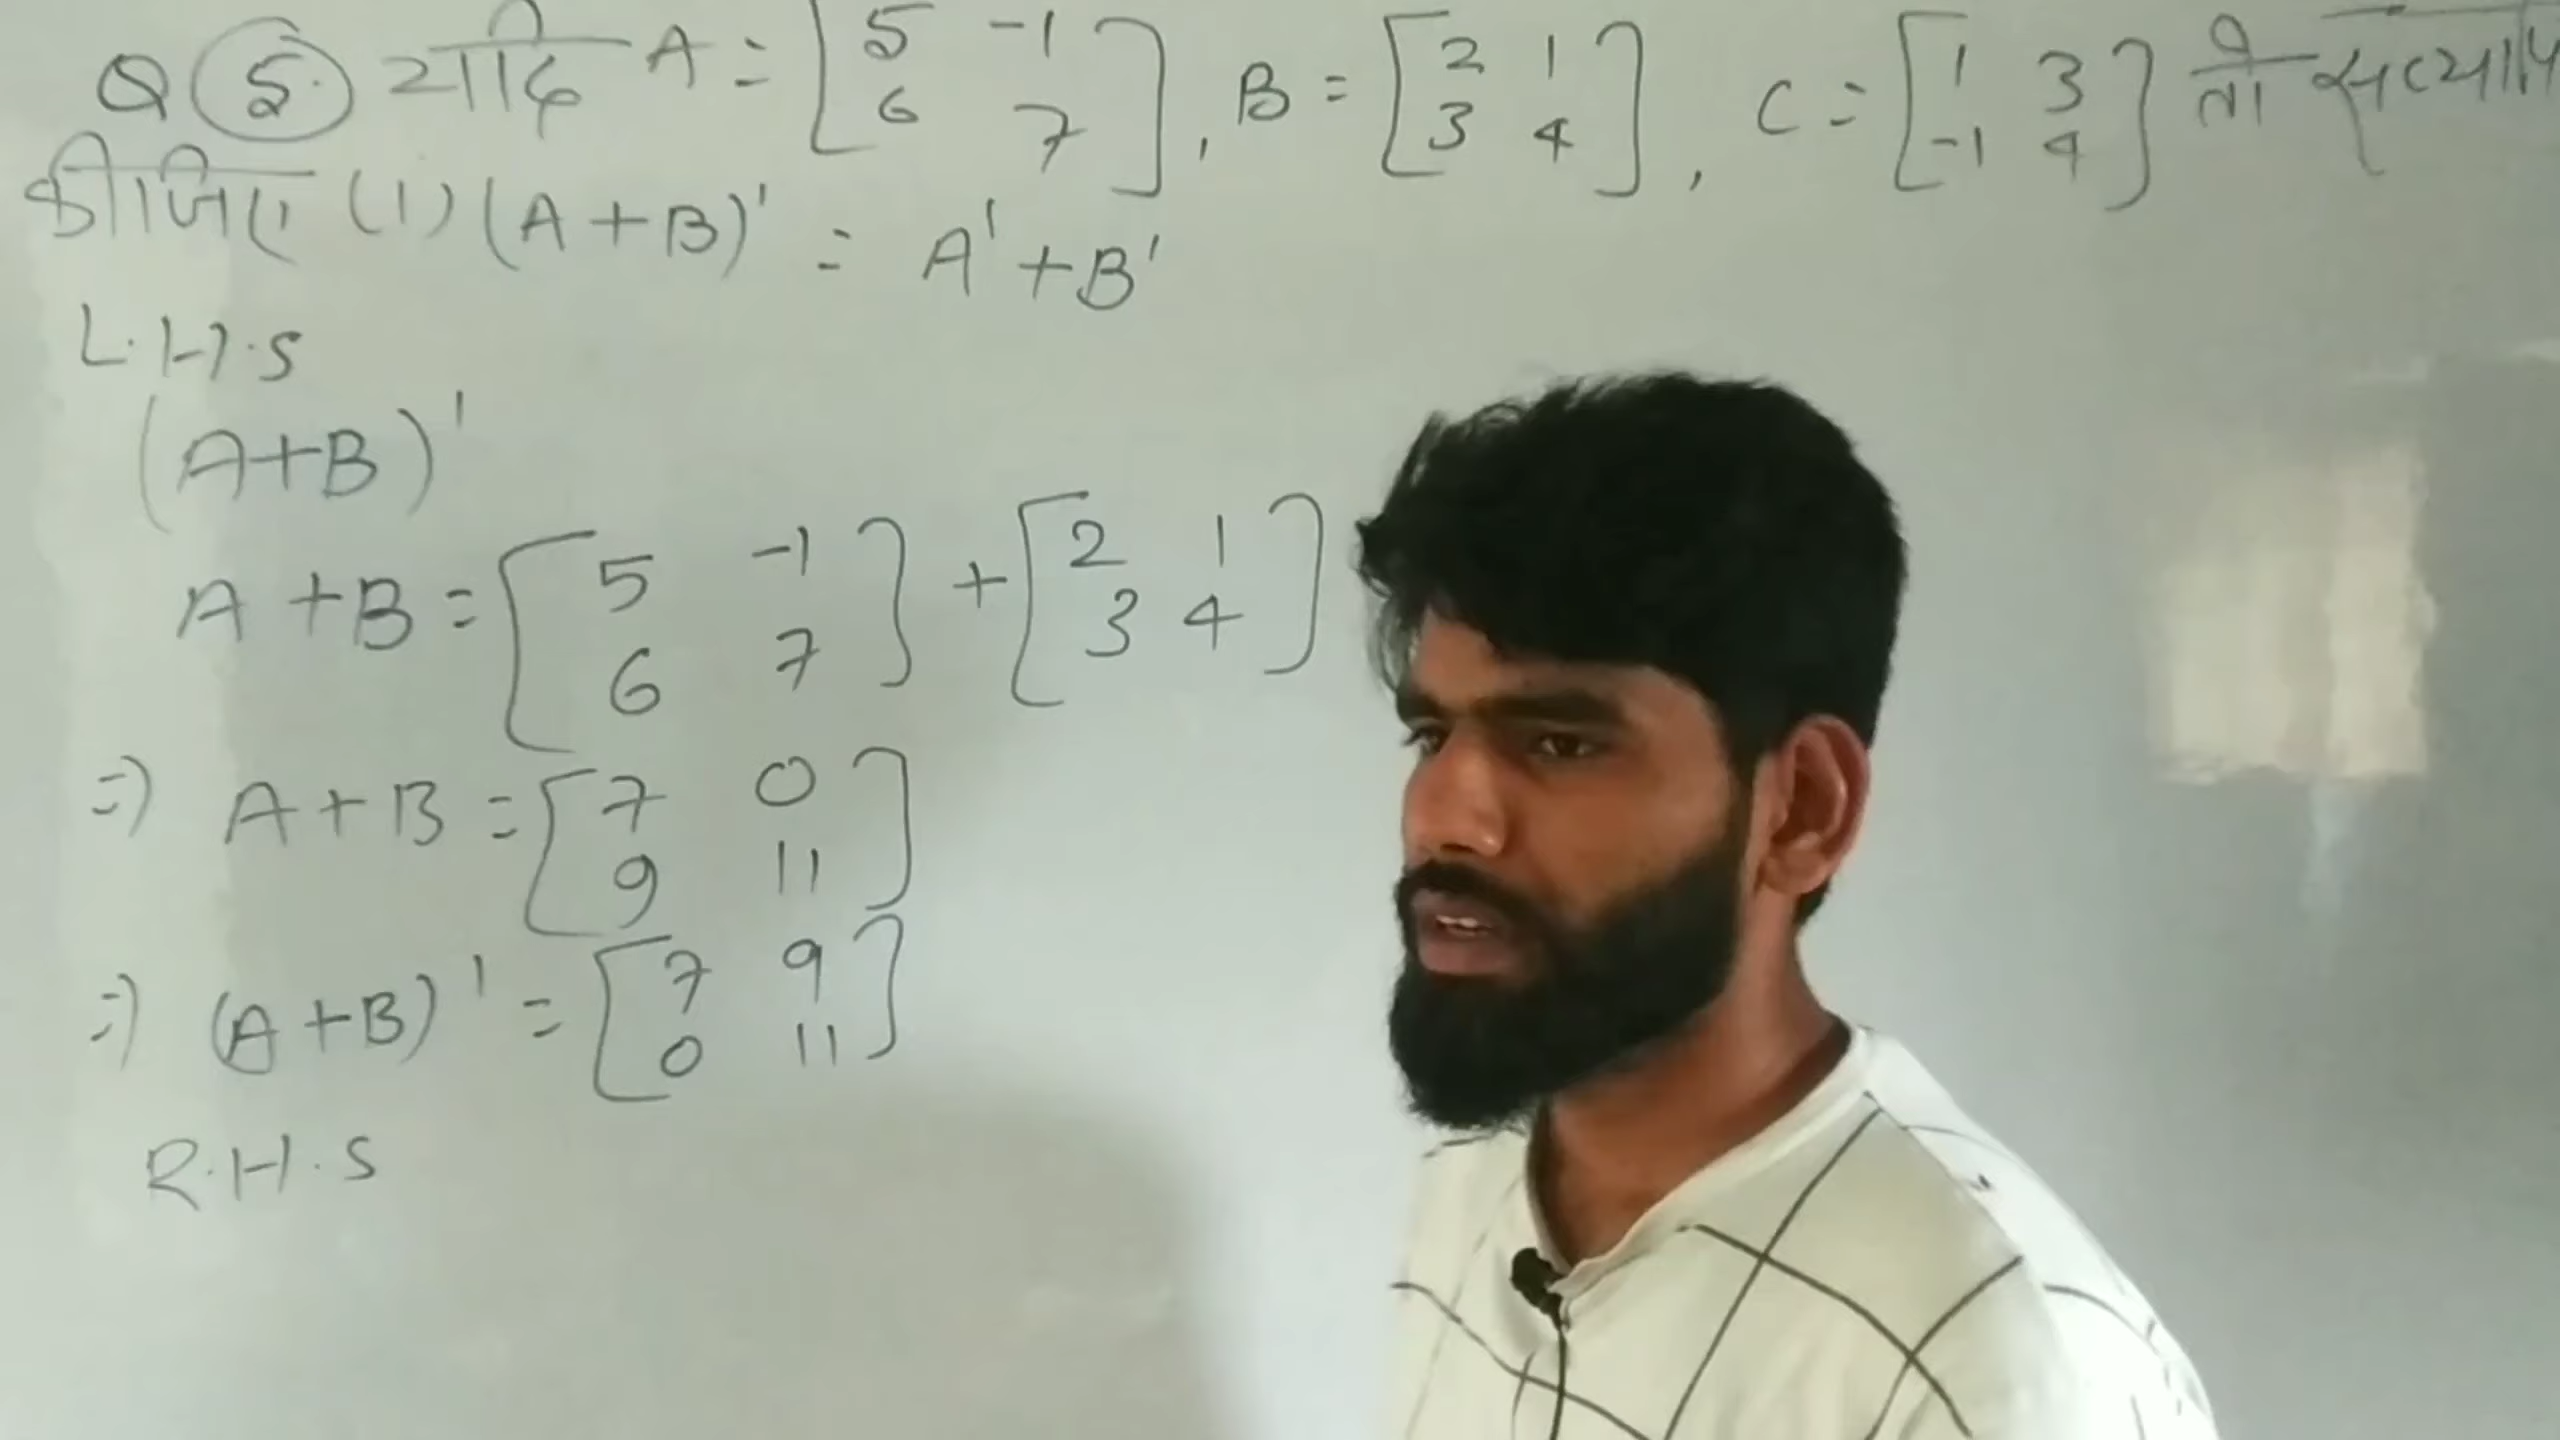 Q (5.) यदि A = [5 -1 6 7], B = [2 1 3 4], C = [1 3 -1 4] तो
कीजिए (1) (A+B)' = A' + B'
L.H.S
(A+B)'
A+B = [5 -1 6 7] + [2 1 3 4]
=) A+B = [7 0 9 11]
=) (A+B)' = [7 9 0 11]
R.H.S